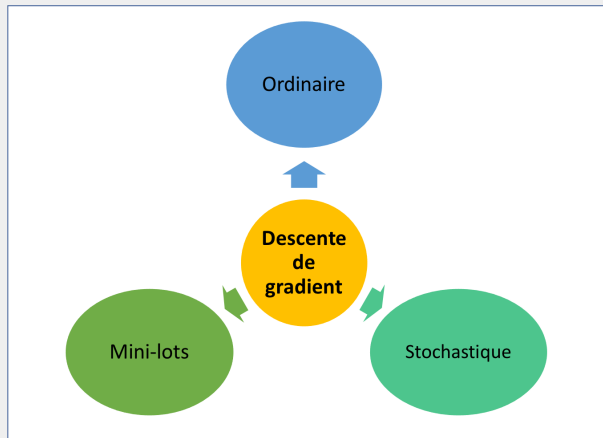 Ordinaire
Descente
de
gradient
Mini-lots
Stochastique